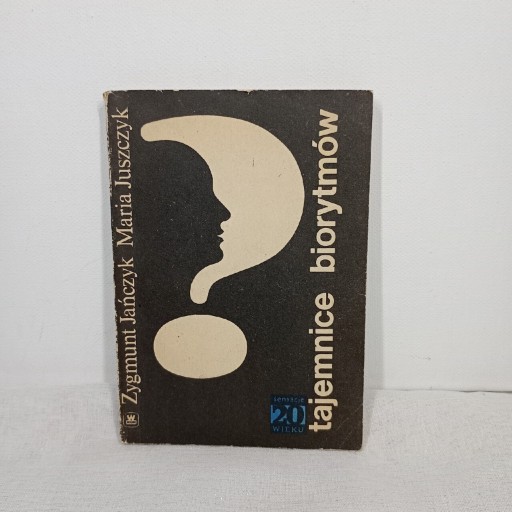 Zygmunt Jańczyk Maria Juszczyk
tajemnice biorytmów
sensacje
20
WIEKU